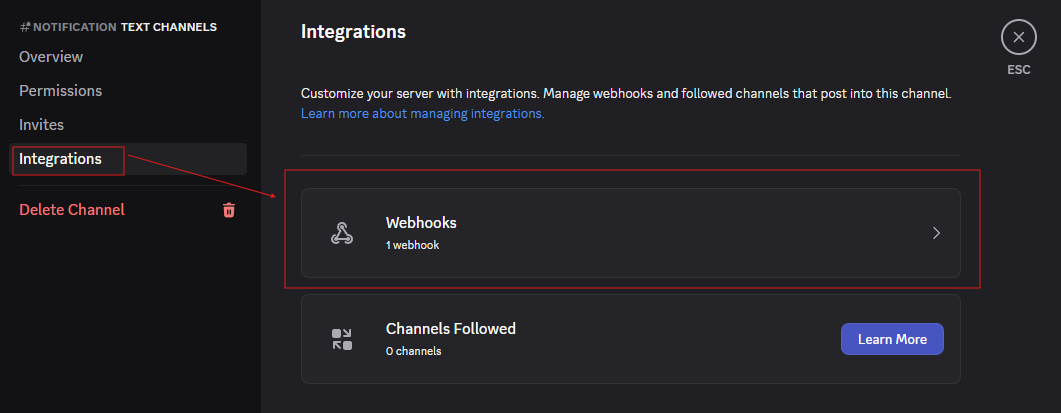 # NOTIFICATION TEXT CHANNELS
Overview
Permissions
Invites
Integrations
Delete Channel
Integrations
ESC
Customize your server with integrations. Manage webhooks and followed channels that post into this channel.
Learn more about managing integrations.
Webhooks
1 webhook
Channels Followed
0 channels
Learn More